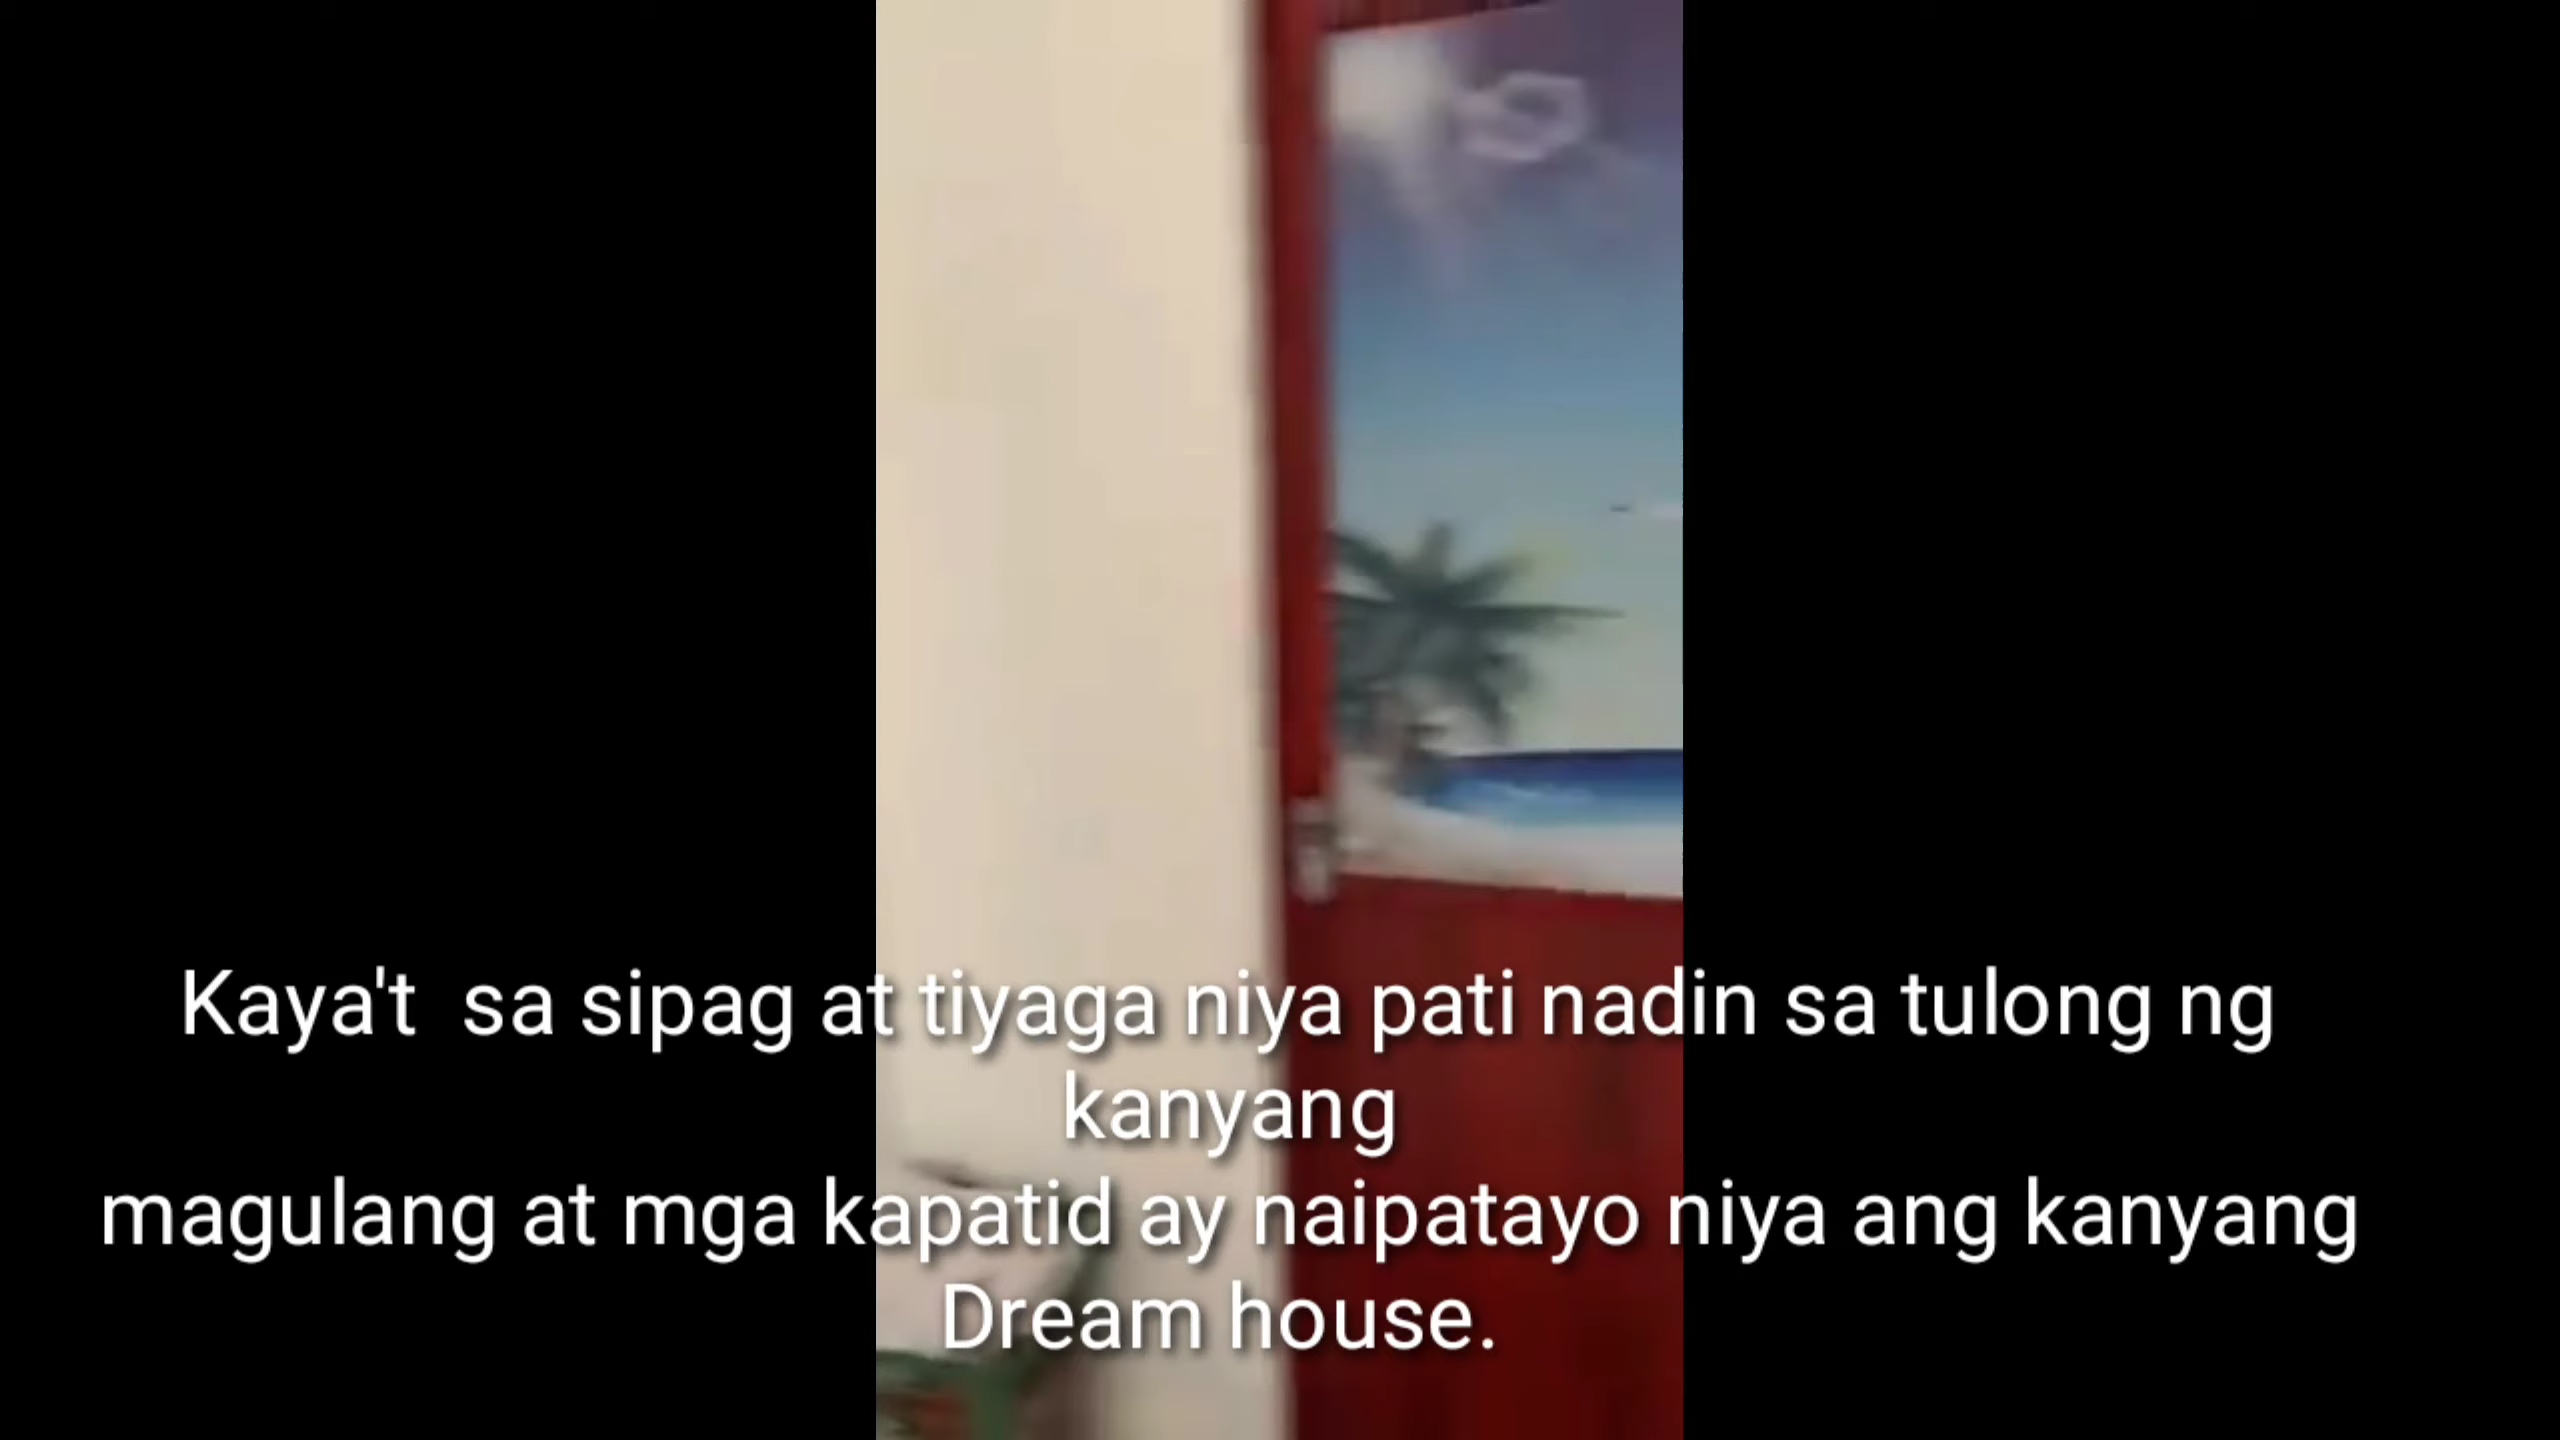 Kaya't  sa sipag at tiyaga niya pati nadin sa tulong ng
kanyang
magulang at mga kapatid ay naipatayo niya ang kanyang
Dream house.